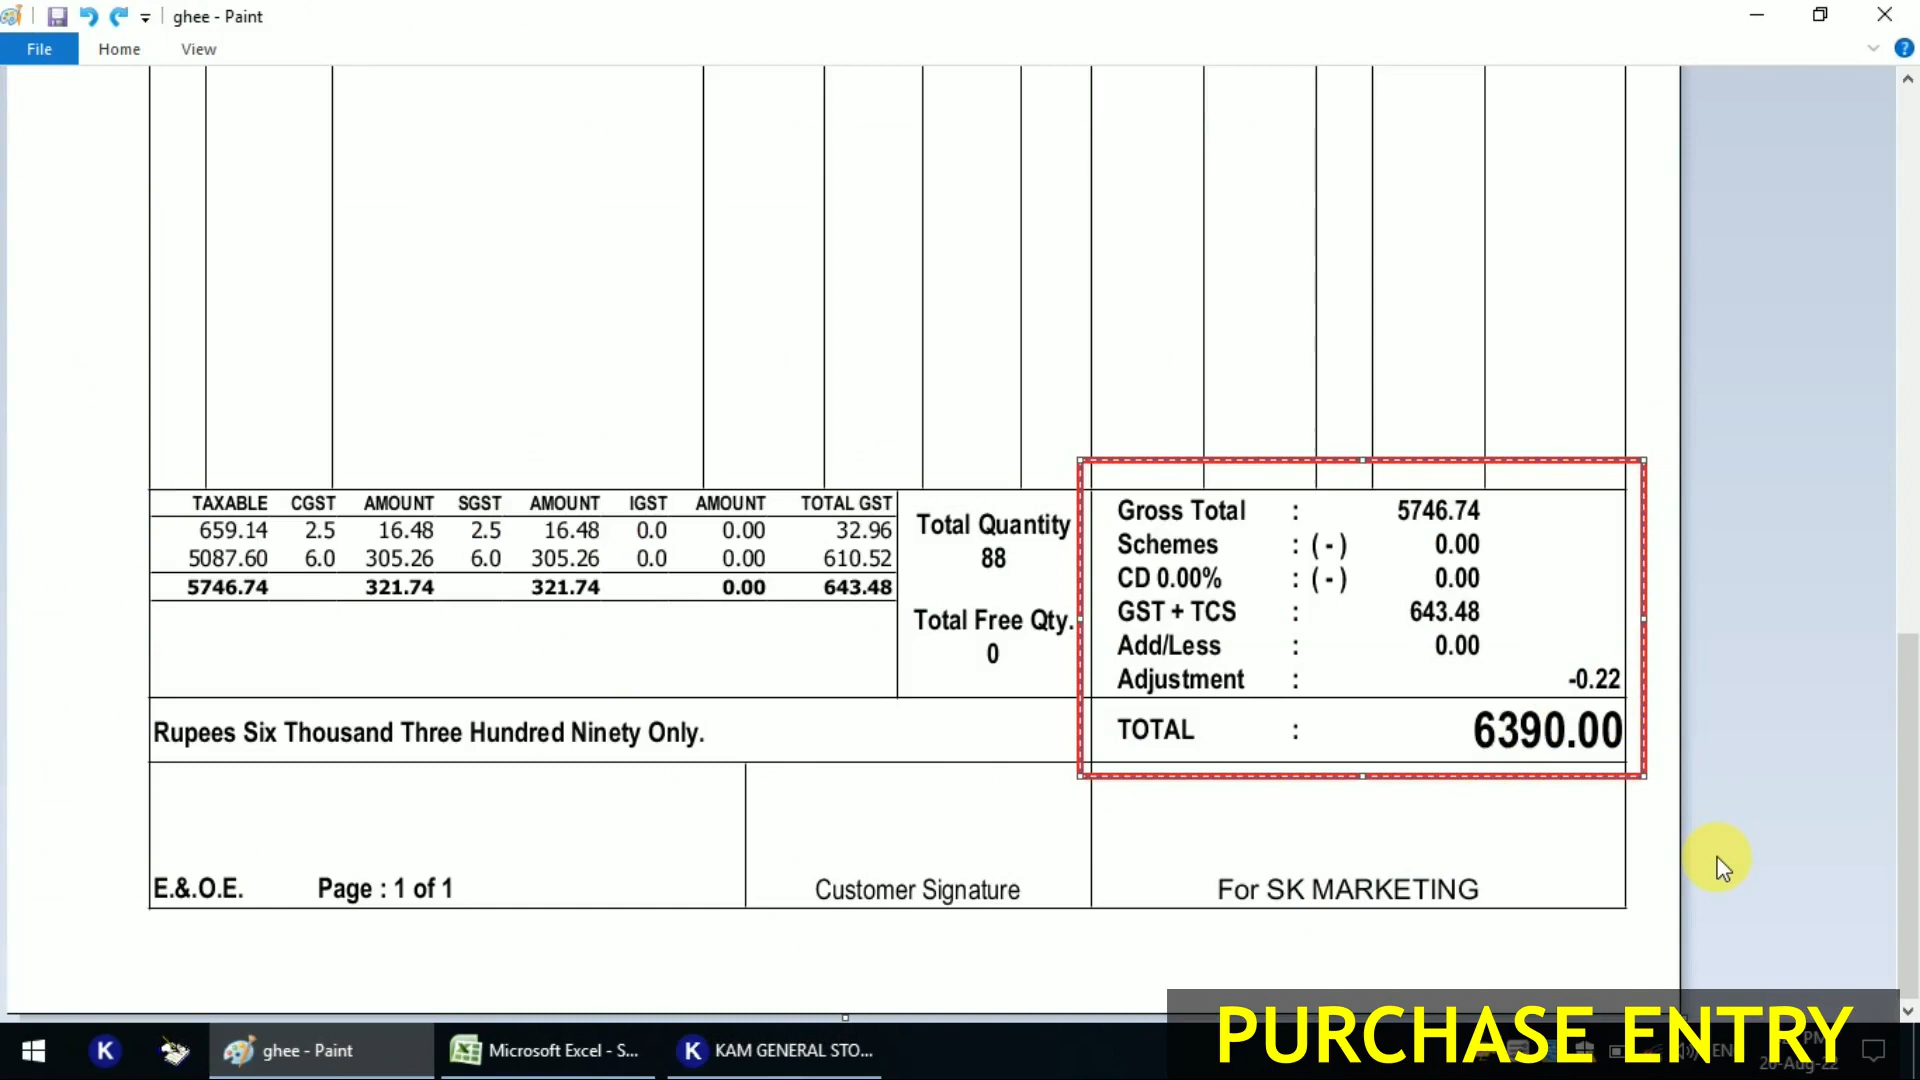 ghee - Paint
File Home View
TAXABLE CGST AMOUNT SGST AMOUNT IGST AMOUNT TOTAL GST
659.14 2.5 16.48 2.5 16.48 0.0 0.00 32.96
5087.60 6.0 305.26 6.0 305.26 0.0 0.00 610.52
5746.74 321.74 321.74 0.00 643.48
Total Quantity
88
Total Free Qty.
0
Gross Total : 5746.74
Schemes : ( - ) 0.00
CD 0.00% : ( - ) 0.00
GST + TCS : 643.48
Add/Less : 0.00
Adjustment : -0.22
TOTAL : 6390.00
Rupees Six Thousand Three Hundred Ninety Only.
E.&.O.E. Page : 1 of 1
Customer Signature
For SK MARKETING
PURCHASE ENTRY
K ghee - Paint Microsoft Excel - S... K KAM GENERAL STO...